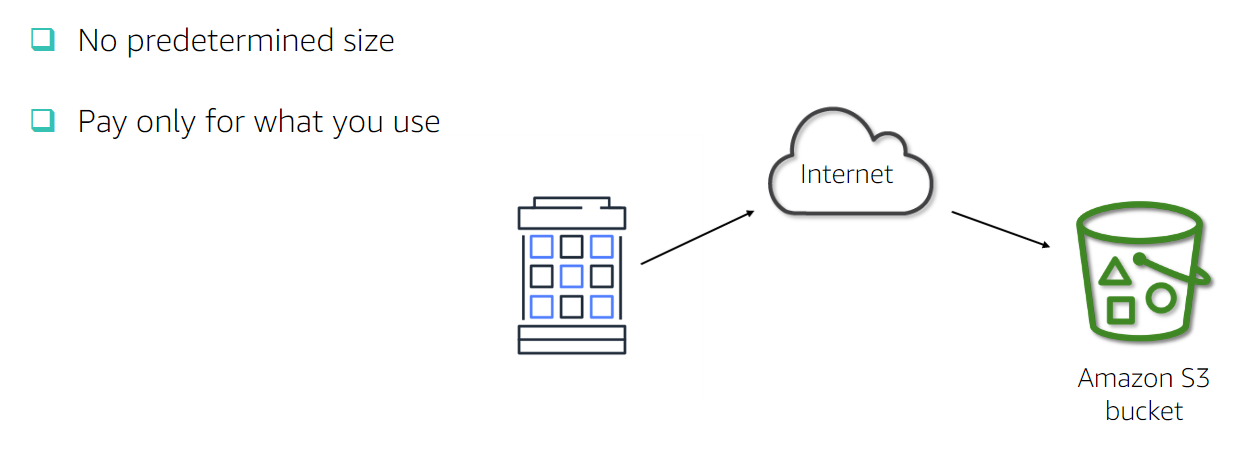 No predetermined size
Pay only for what you use
Internet
Amazon S3
bucket